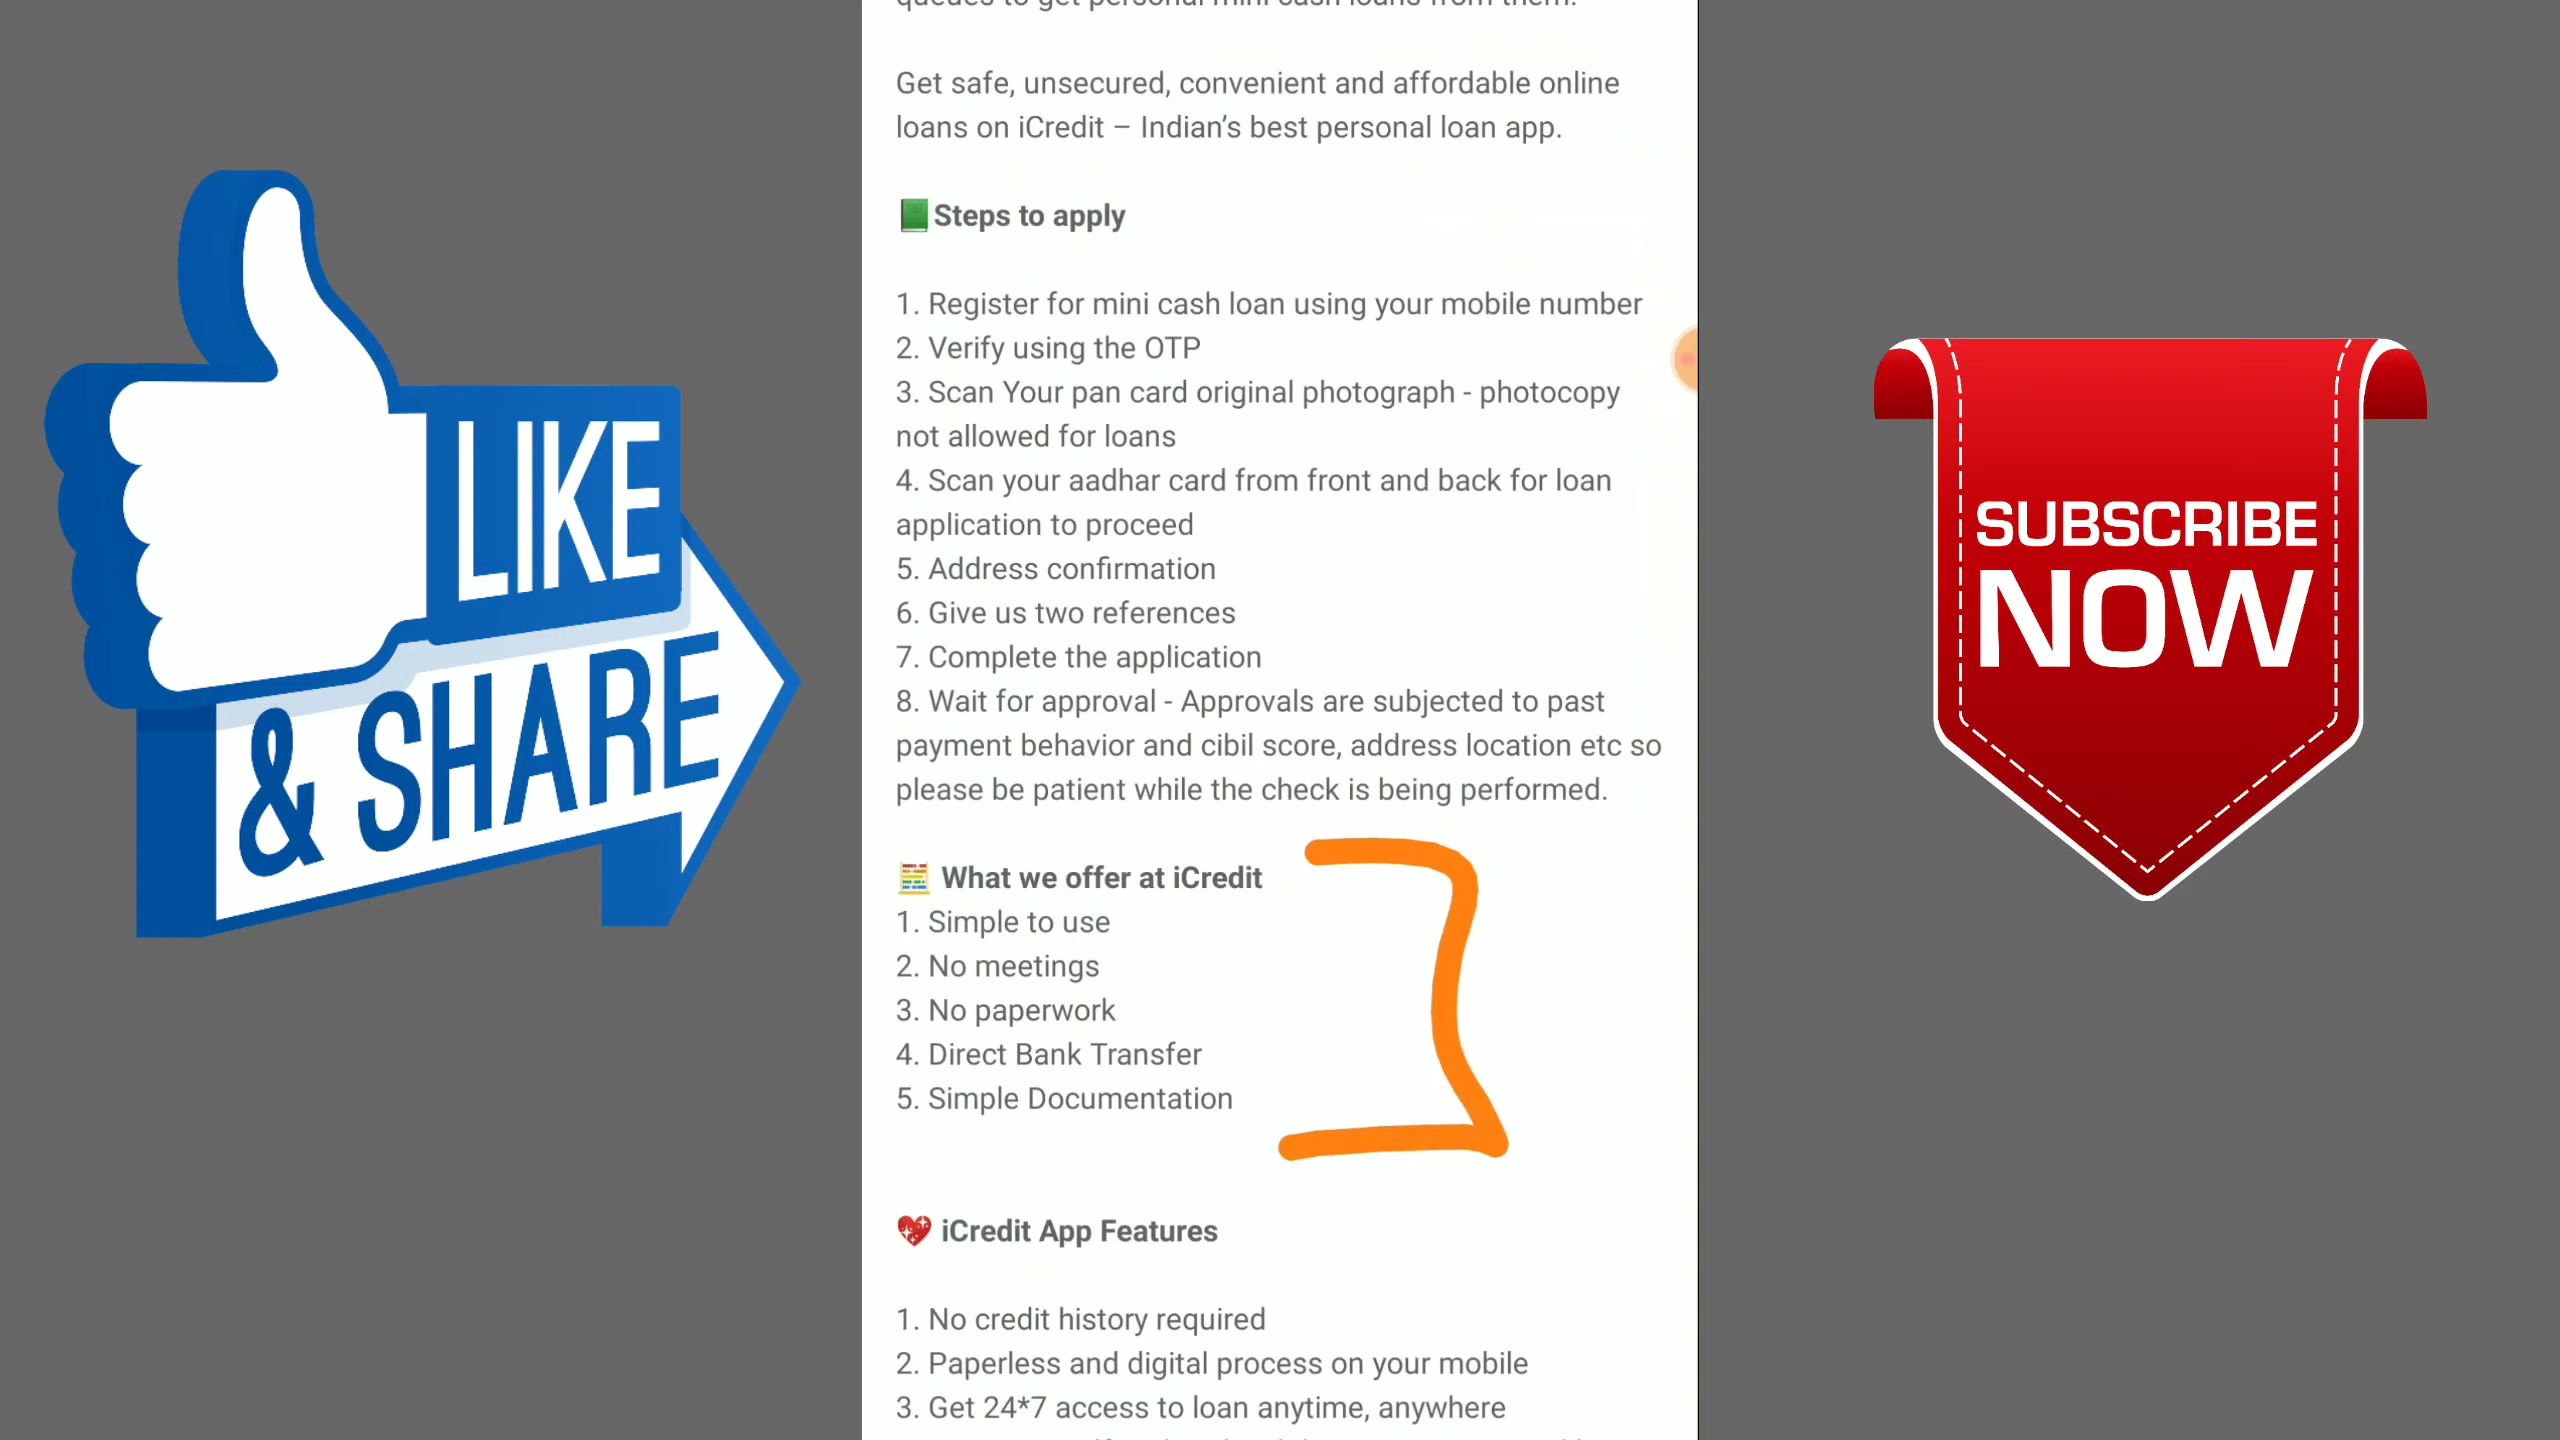 Get safe, unsecured, convenient and affordable online
loans on iCredit – Indian's best personal loan app.
Steps to apply
1. Register for mini cash loan using your mobile number
2. Verify using the OTP
3. Scan Your pan card original photograph - photocopy
not allowed for loans
4. Scan your aadhar card from front and back for loan
application to proceed
5. Address confirmation
6. Give us two references
7. Complete the application
8. Wait for approval - Approvals are subjected to past
payment behavior and cibil score, address location etc so
please be patient while the check is being performed.
What we offer at iCredit
1. Simple to use
2. No meetings
3. No paperwork
4. Direct Bank Transfer
5. Simple Documentation
iCredit App Features
1. No credit history required
2. Paperless and digital process on your mobile
3. Get 24*7 access to loan anytime, anywhere
LIKE
& SHARE
SUBSCRIBE
NOW